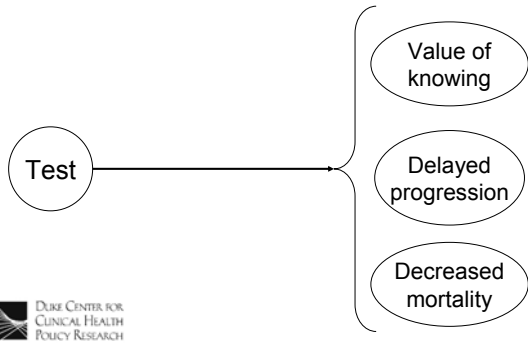 Value of
knowing
Test
Delayed
progression
Decreased
mortality
DUKE CENTER FOR
CLINICAL HEALTH
POLICY RESEARCH